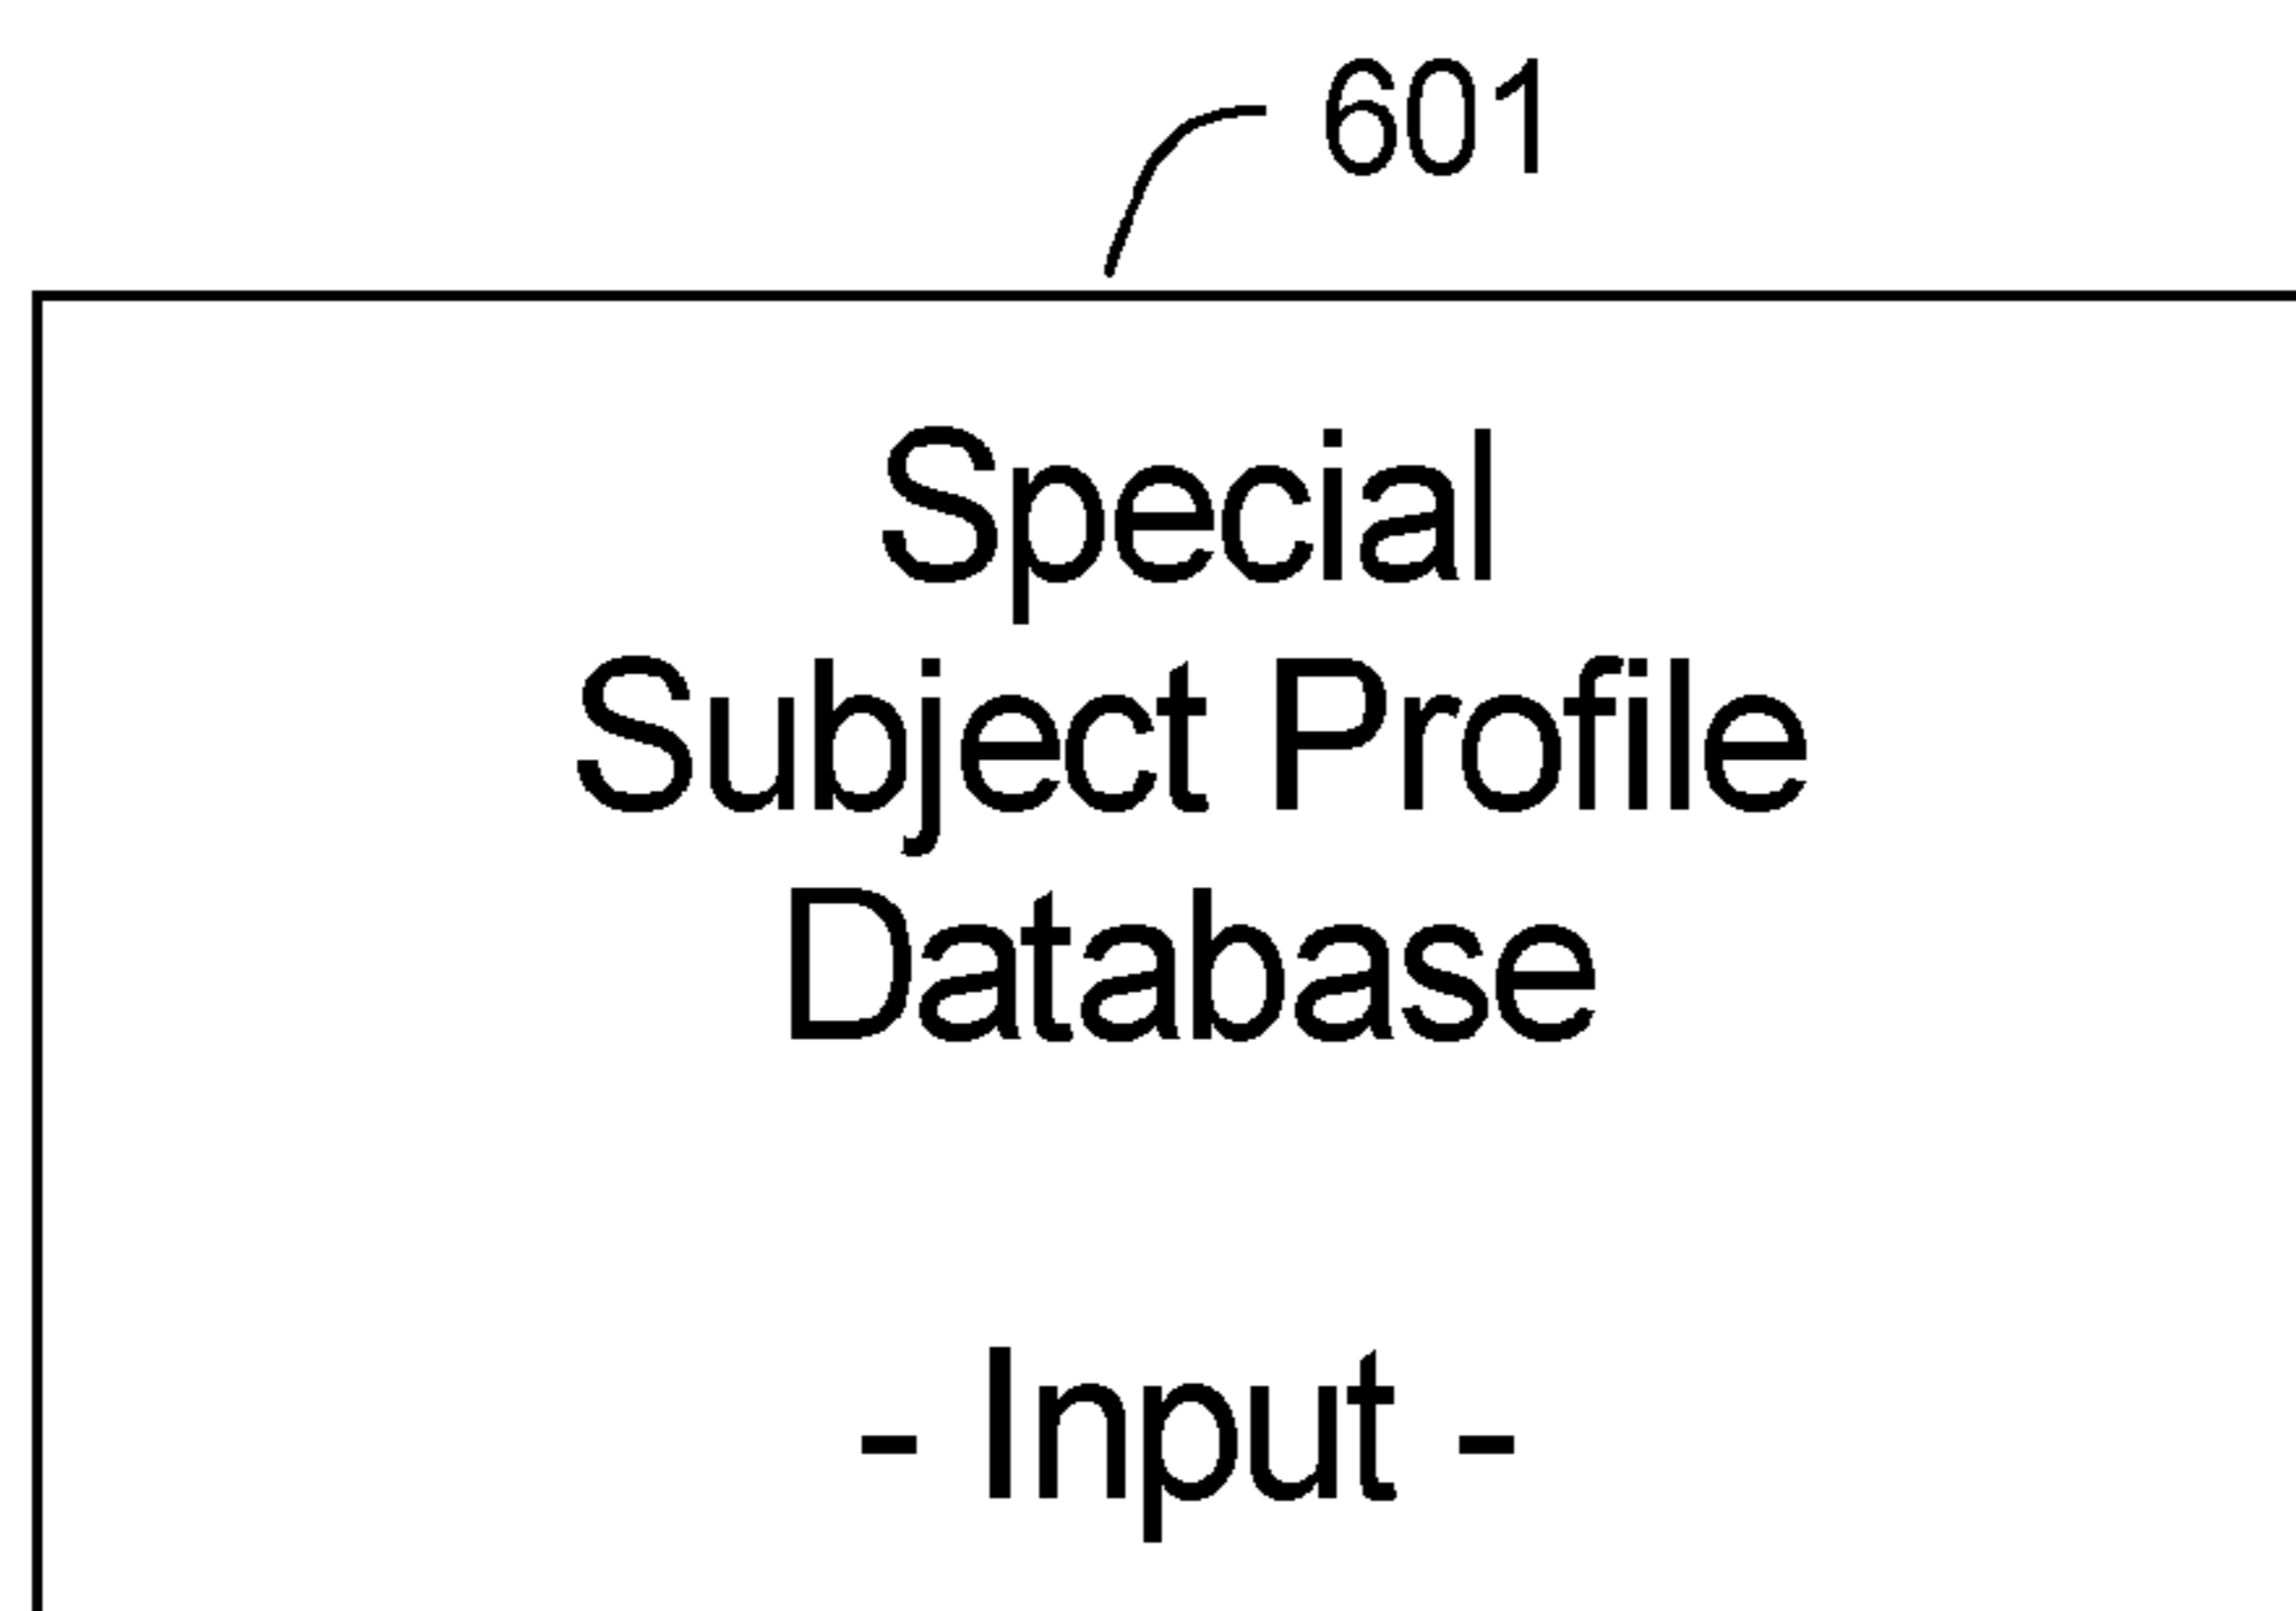 601
Special
Subject Profile
Database
- Input -